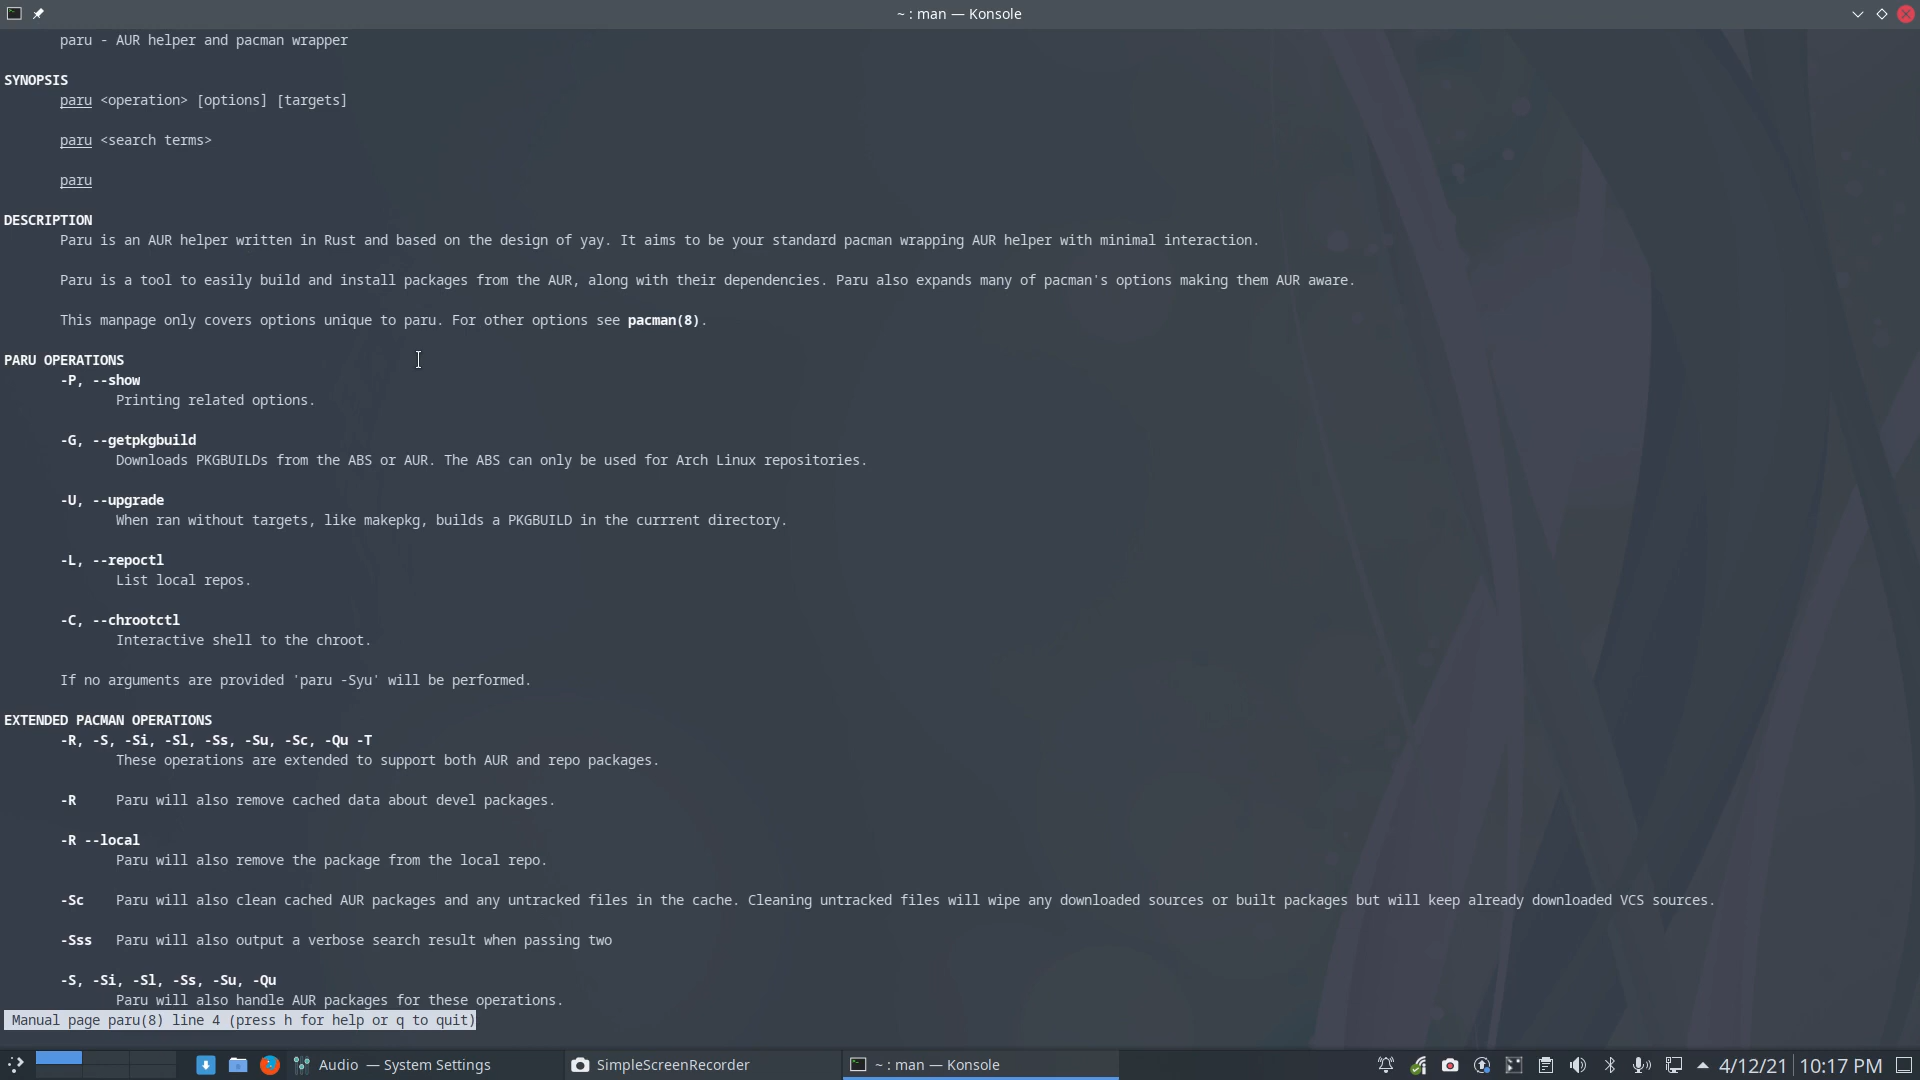 ~ : man — Konsole
paru - AUR helper and pacman wrapper
SYNOPSIS
paru <operation> [options] [targets]
paru <search terms>
paru
DESCRIPTION
Paru is an AUR helper written in Rust and based on the design of yay. It aims to be your standard pacman wrapping AUR helper with minimal interaction.
Paru is a tool to easily build and install packages from the AUR, along with their dependencies. Paru also expands many of pacman's options making them AUR aware.
This manpage only covers options unique to paru. For other options see pacman(8).
PARU OPERATIONS
-P, --show
Printing related options.
-G, --getpkgbuild
Downloads PKGBUILDs from the ABS or AUR. The ABS can only be used for Arch Linux repositories.
-U, --upgrade
When ran without targets, like makepkg, builds a PKGBUILD in the currrent directory.
-L, --repoctl
List local repos.
-C, --chrootctl
Interactive shell to the chroot.
If no arguments are provided 'paru -Syu' will be performed.
EXTENDED PACMAN OPERATIONS
-R, -S, -Si, -Sl, -Ss, -Su, -Sc, -Qu -T
These operations are extended to support both AUR and repo packages.
-R Paru will also remove cached data about devel packages.
-R --local
Paru will also remove the package from the local repo.
-Sc Paru will also clean cached AUR packages and any untracked files in the cache. Cleaning untracked files will wipe any downloaded sources or built packages but will keep already downloaded VCS sources.
-Sss Paru will also output a verbose search result when passing two
-S, -Si, -Sl, -Ss, -Su, -Qu
Paru will also handle AUR packages for these operations.
Manual page paru(8) line 4 (press h for help or q to quit)
Audio — System Settings
SimpleScreenRecorder
~ : man — Konsole
4/12/21 10:17 PM